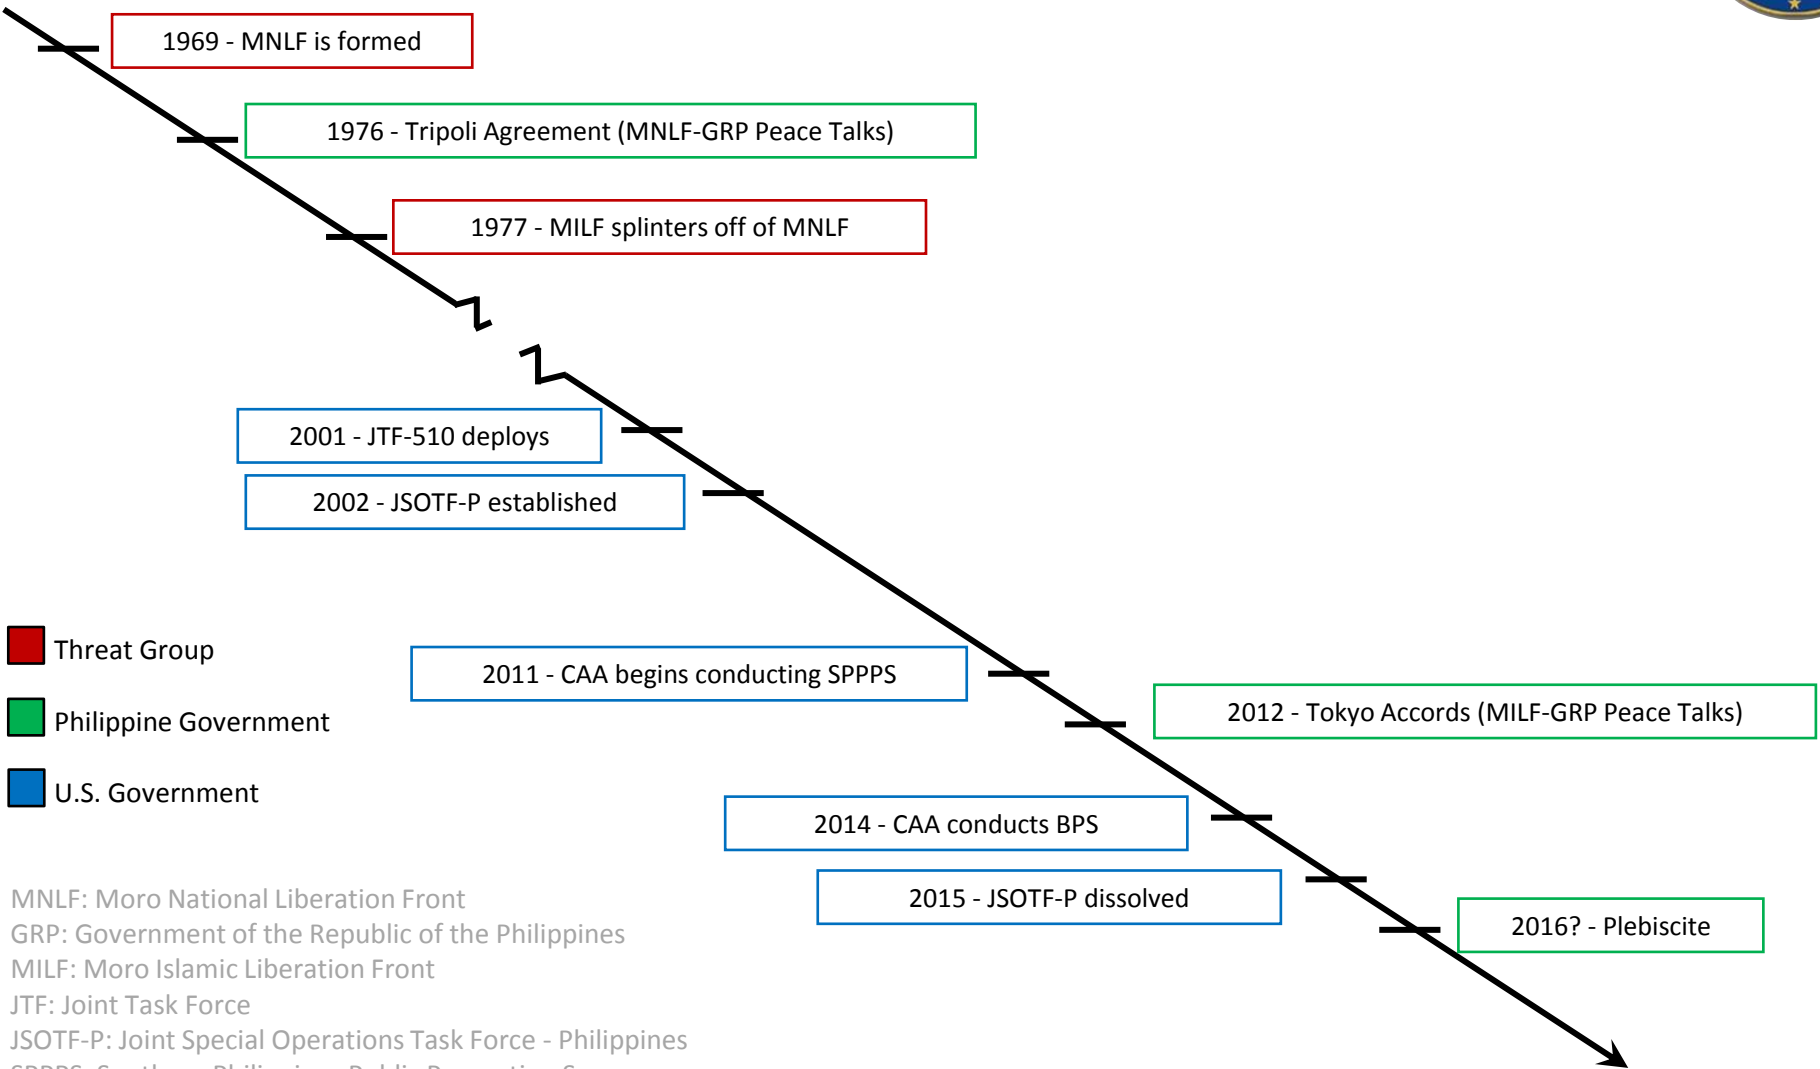 1969 - MNLF is formed
1976 - Tripoli Agreement (MNLF-GRP Peace Talks)
1977 - MILF splinters off of MNLF
2001 - JTF-510 deploys
2002 - JSOTF-P established
2011 - CAA begins conducting SPPPS
2012 - Tokyo Accords (MILF-GRP Peace Talks)
2014 - CAA conducts BPS
2015 - JSOTF-P dissolved
2016? - Plebiscite
Threat Group
Philippine Government
U.S. Government
MNLF: Moro National Liberation Front
GRP: Government of the Republic of the Philippines
MILF: Moro Islamic Liberation Front
JTF: Joint Task Force
JSOTF-P: Joint Special Operations Task Force - Philippines